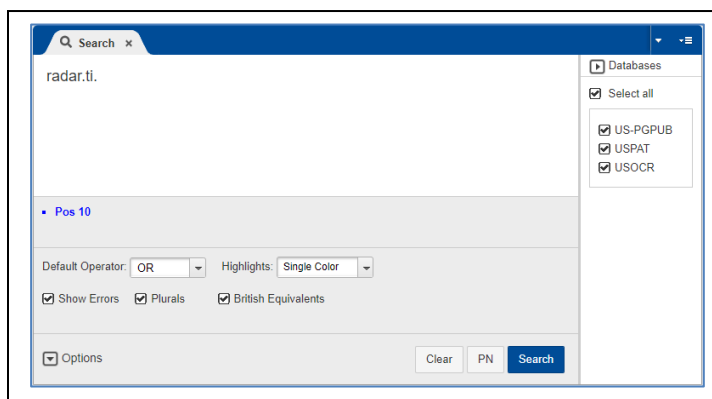 Search x
radar.ti.
Pos 10
Default Operator: OR Highlights: Single Color
Show Errors Plurals British Equivalents
Options Clear PN Search
Databases
Select all
US-PGPUB
USPAT
USOCR